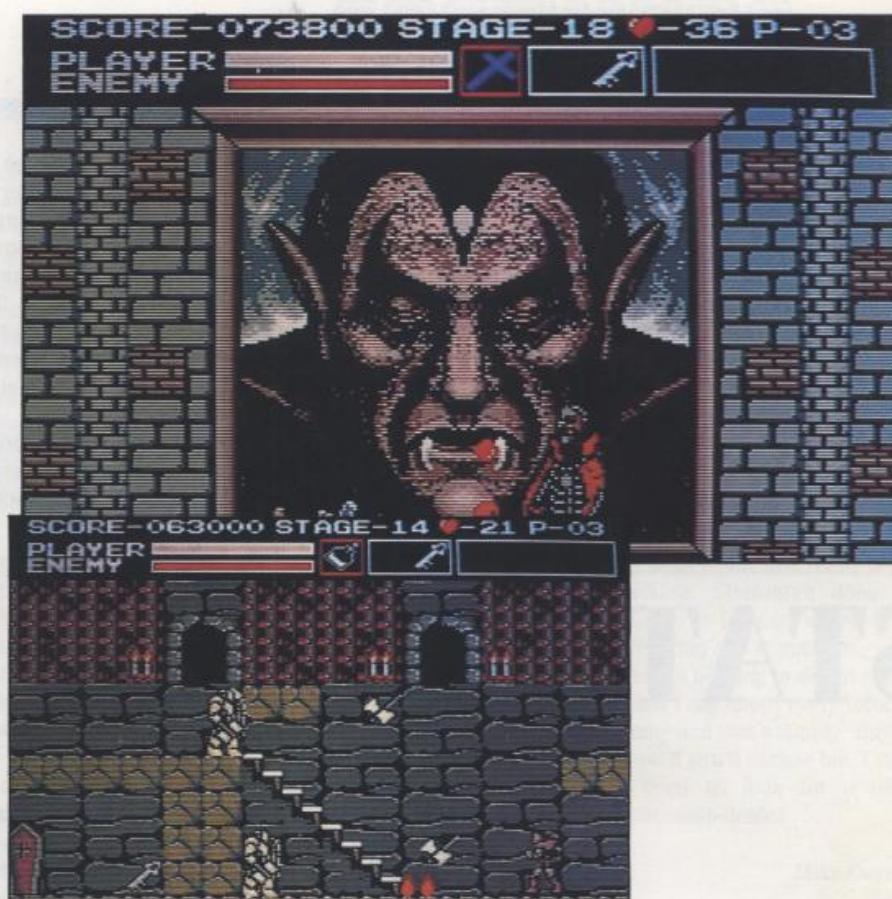 SCORE-073800 STAGE-18 ❤-36 P-03
PLAYER
ENEMY
SCORE-063000 STAGE-14 ❤-21 P-03
PLAYER
ENEMY